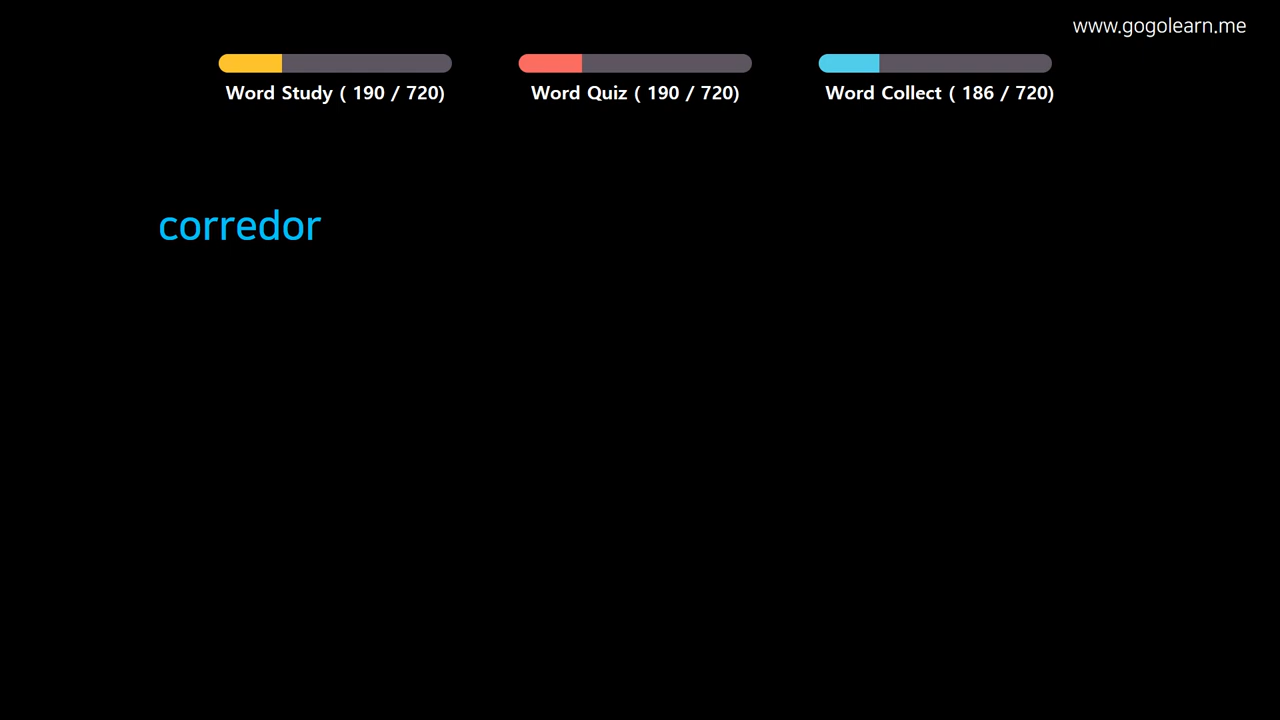 www.gogolearn.me
Word Study ( 190 / 720)
Word Quiz ( 190 / 720)
Word Collect ( 186 / 720)
corredor